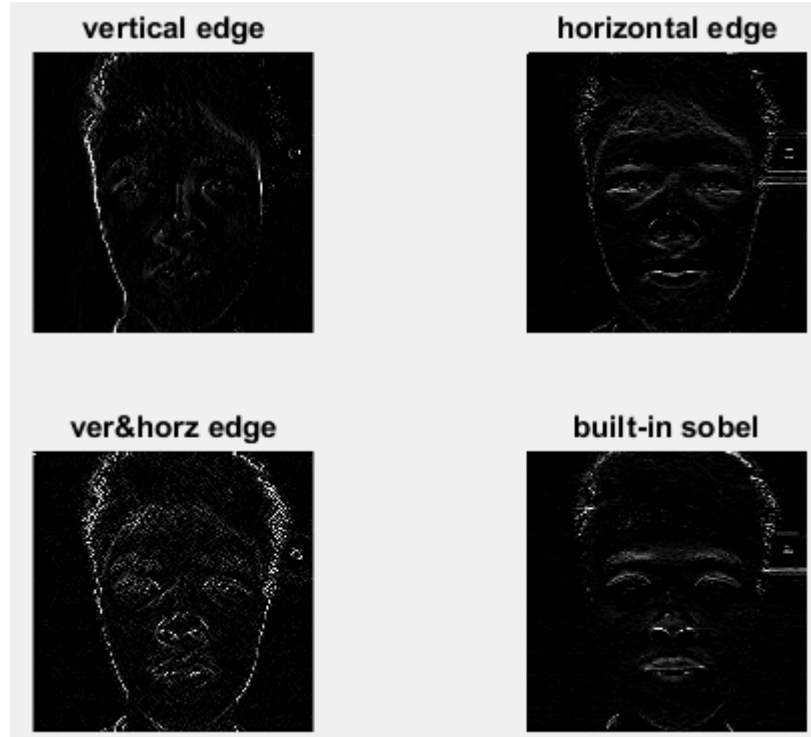 vertical edge
horizontal edge
ver&horz edge
built-in sobel